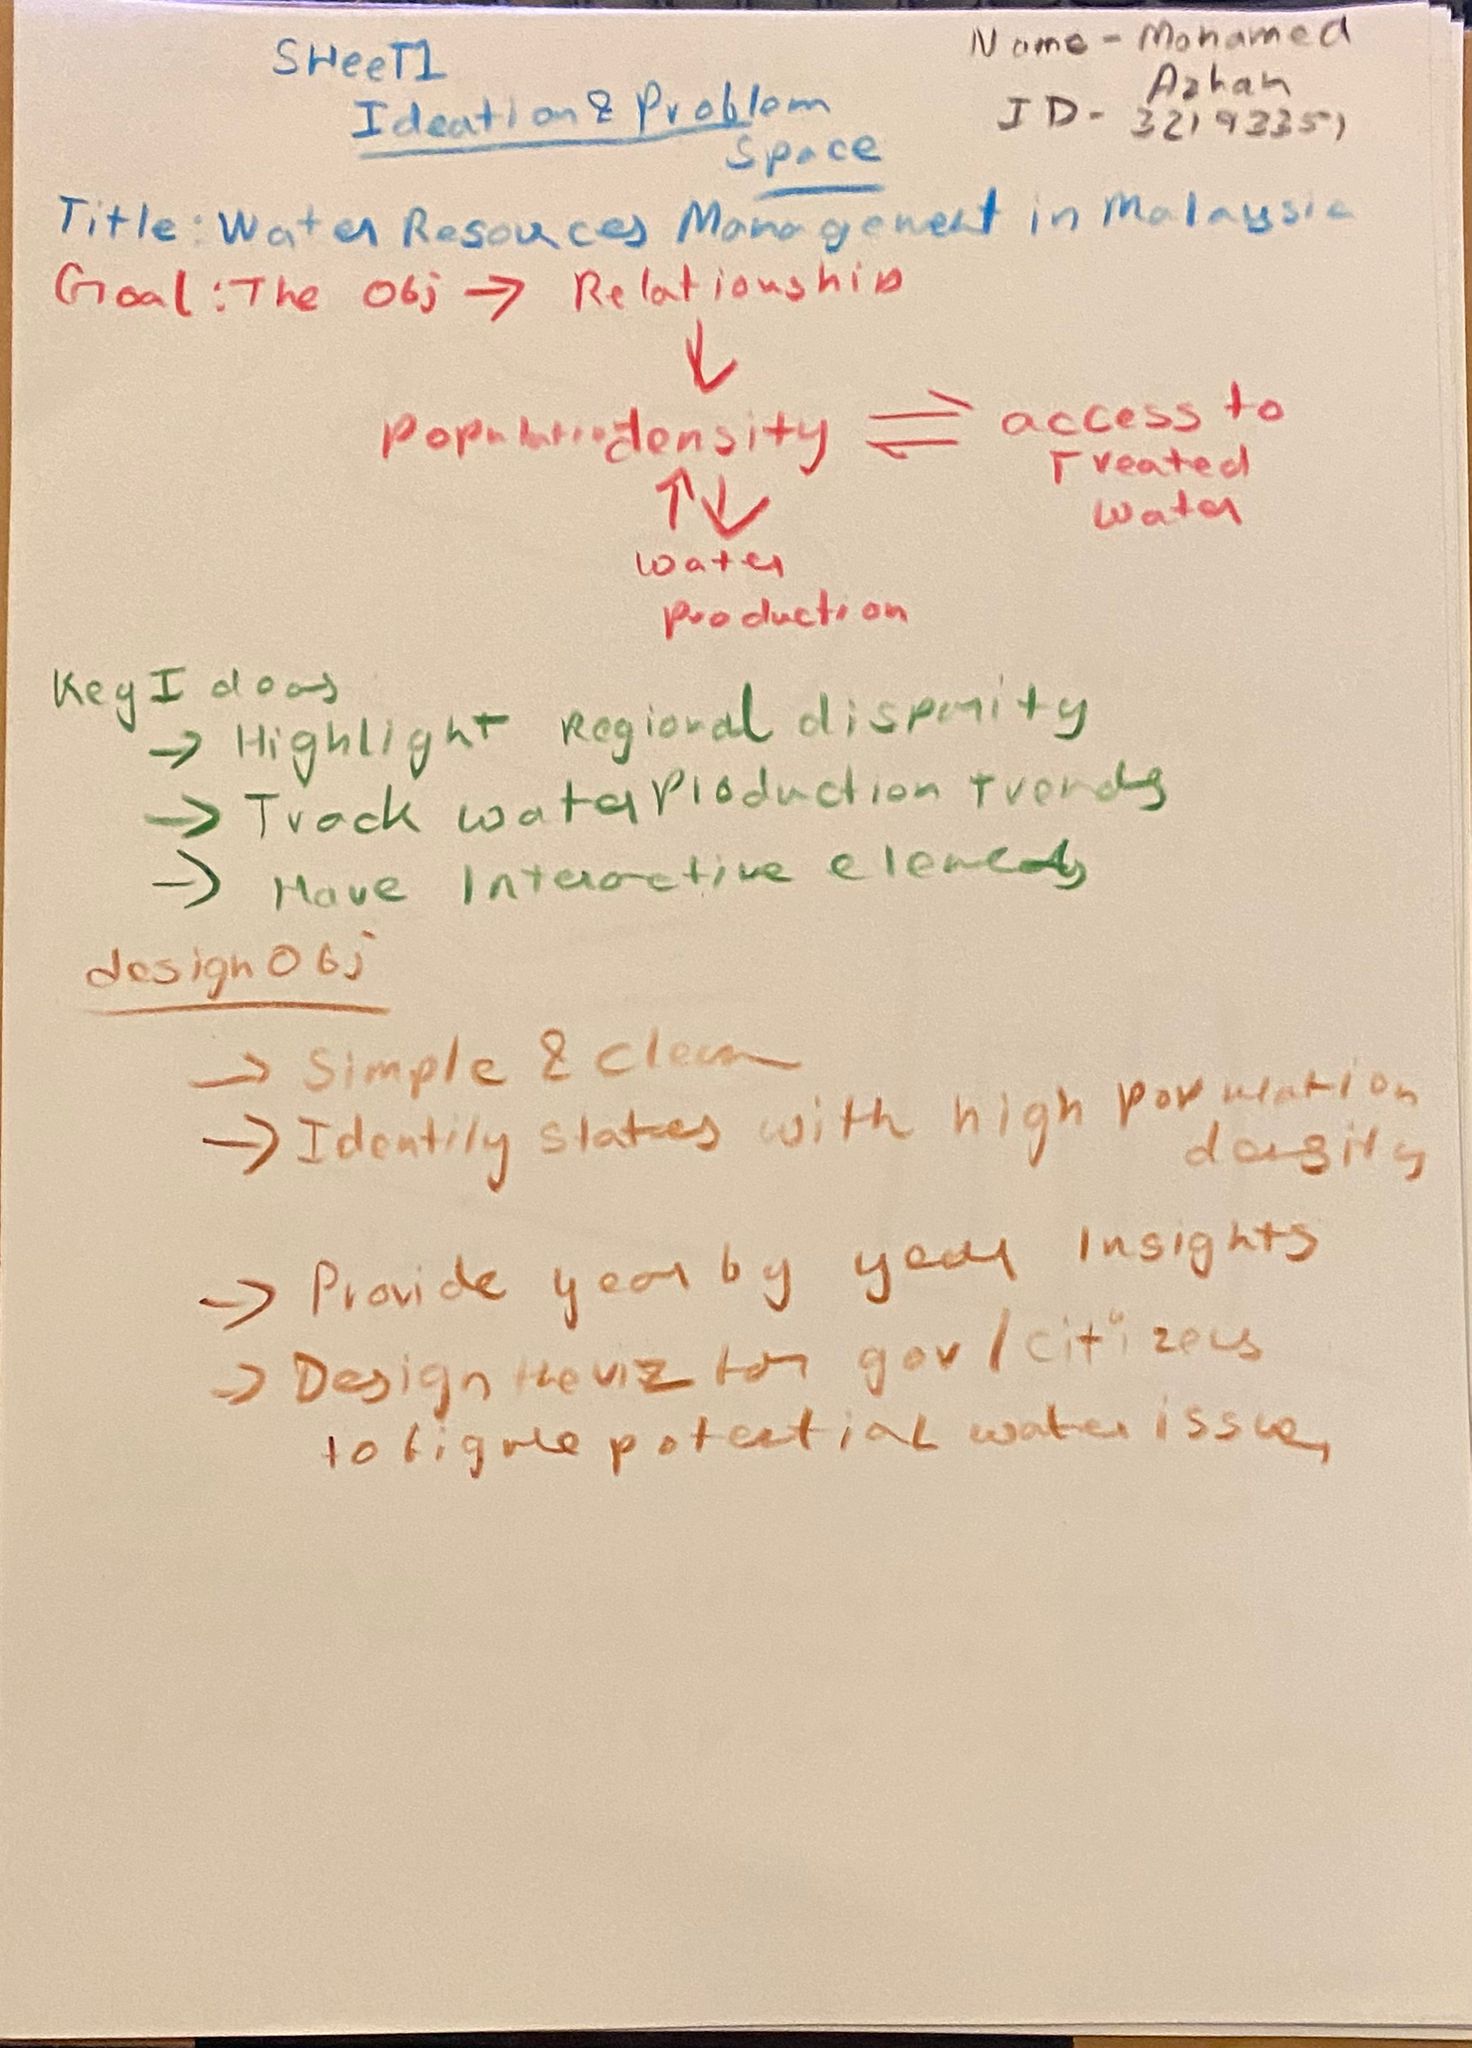 SHeeT1
Name - Mohamed
Azhan
ID - 32193351
Ideation & Problem
Space
Title: Water Resources Management in Malaysia
Goal: The Obj → Relationship
Population density ⇌ access to
Treated
water
water
production
Key Ideas
→ Highlight Regional disparity
→ Track water Production Trends
→ Have Interactive elements
design Obj
→ Simple & clean
→ Identify states with high population
density
→ Provide year by year Insights
→ Design the viz for gov / citizens
to figure potential water issues